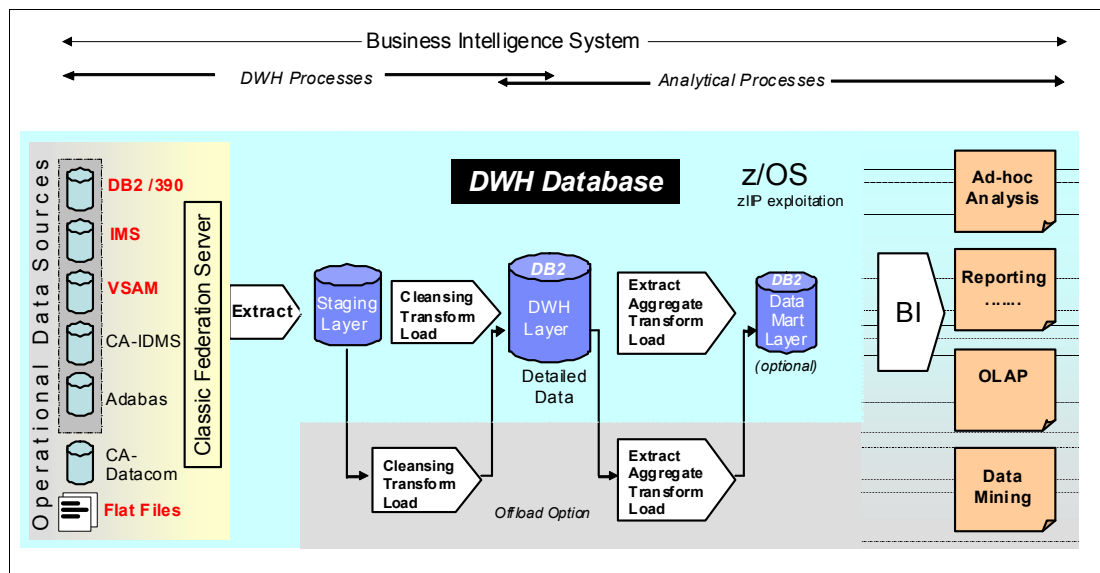 Business Intelligence System
DWH Processes
Analytical Processes
Operational Data Sources
DB2 /390
IMS
VSAM
CA-IDMS
Adabas
CA-
Datacom
Flat Files
Classic Federation Server
Extract
DWH Database
z/OS
zIIP exploitation
Staging
Layer
Cleansing
Transform
Load
DB2
DWH
Layer
Detailed
Data
Extract
Aggregate
Transform
Load
DB2
Data
Mart
Layer
(optional)
Cleansing
Transform
Load
Offload Option
Extract
Aggregate
Transform
Load
BI
Ad-hoc
Analysis
Reporting
.......
OLAP
Data
Mining